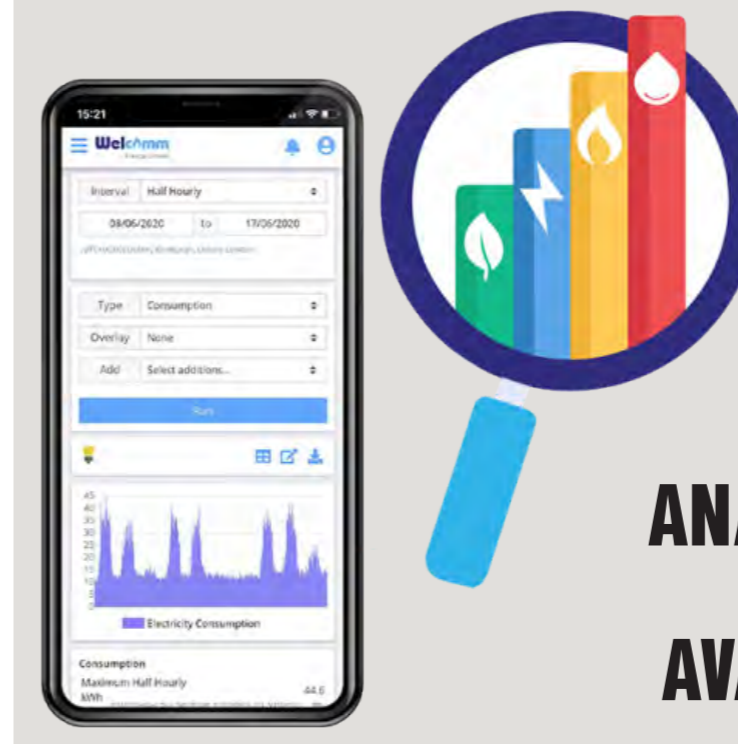 15:21
Welcomm
Interval Half Hourly
08/06/2020 to 17/06/2020
Type Consumption
Overlay None
Add Select additions...
Run
45
40
30
30
25
20
15
10
5
0
Electricity Consumption
Consumption
Maximum Half Hourly
kWh 44.6
ANA
AVA